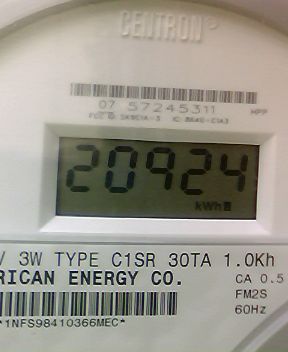 CENTRON®
07 57245311
MPP
20924
kWh
V 3W TYPE C1SR 30TA 1.0Kh
RICAN ENERGY CO.
CA 0.5
FM2S
60Hz
*1NFS98410366MEC*